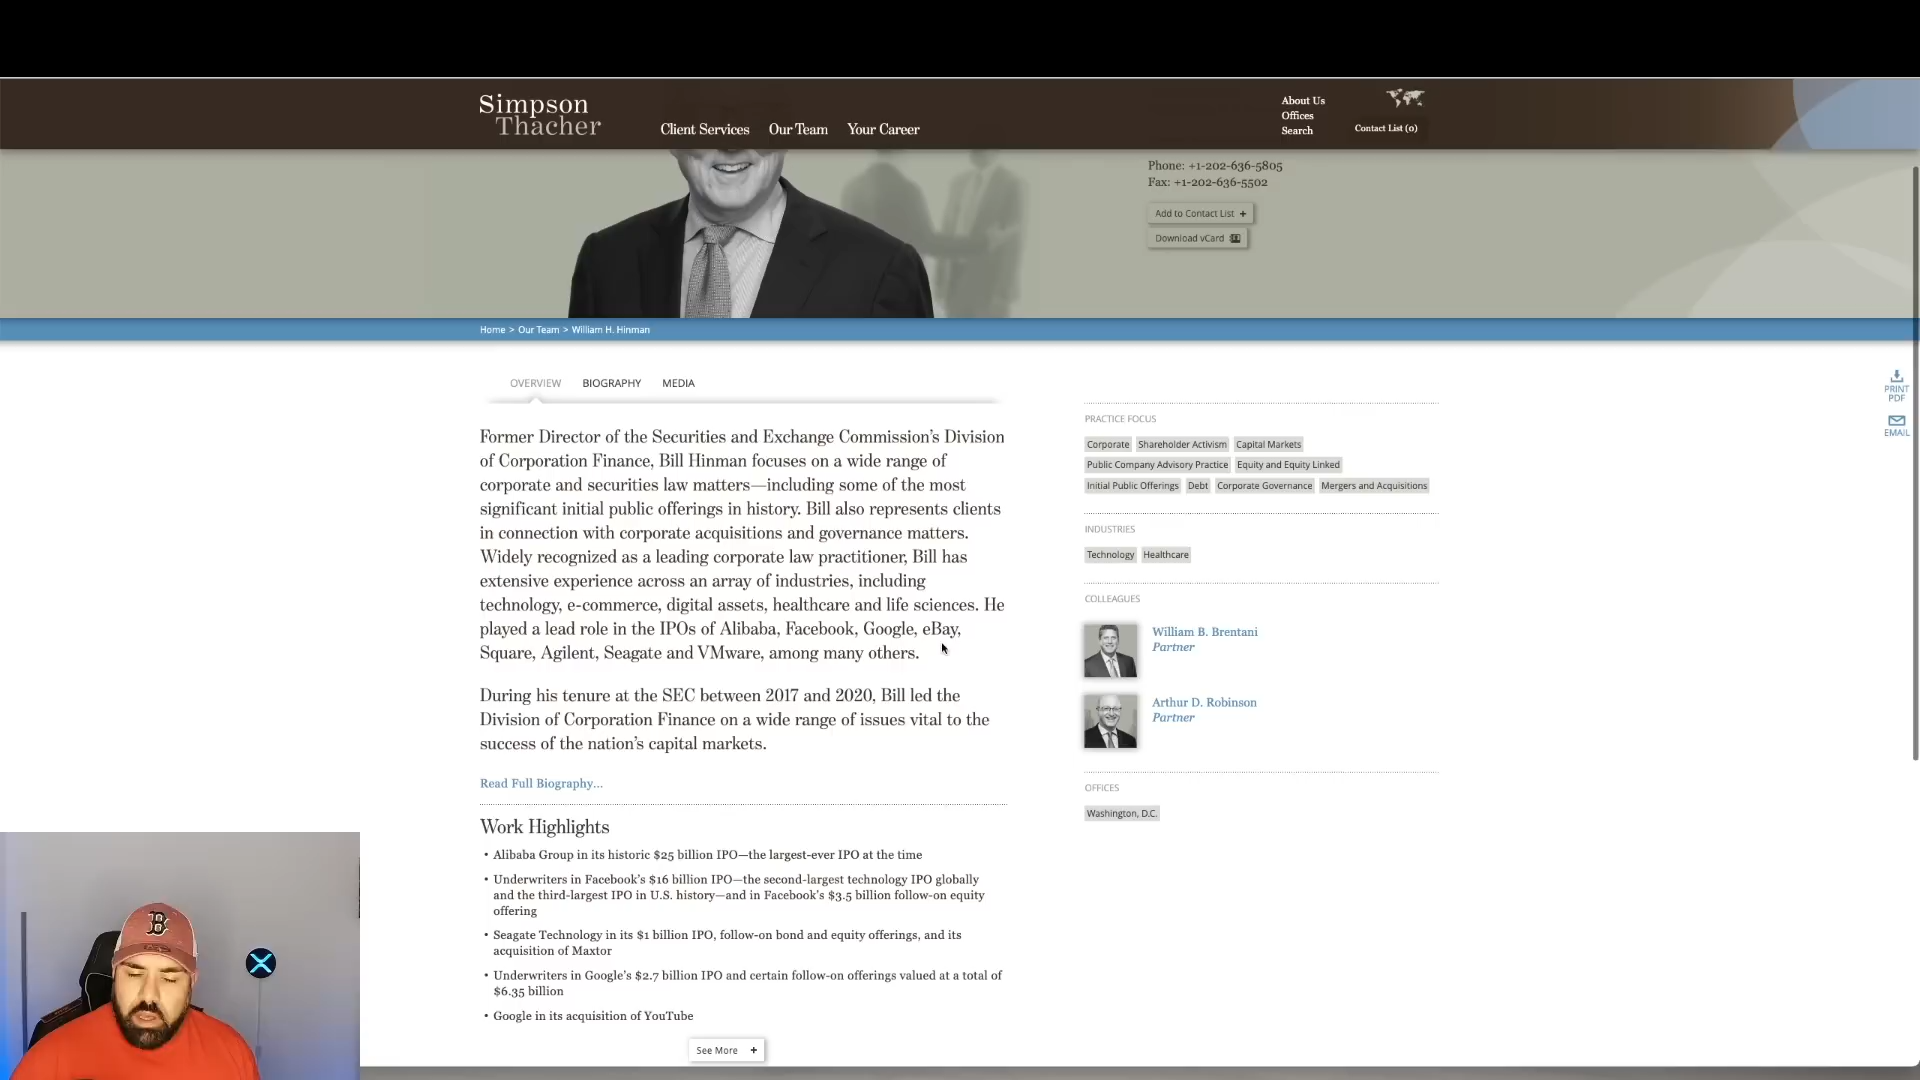 Simpson
Thacher
Client Services Our Team Your Career
About Us
Offices
Search
Contact List (0)
Phone: +1-202-636-5805
Fax: +1-202-636-5502
Add to Contact List +
Download vCard
Home > Our Team > William H. Hinman
OVERVIEW BIOGRAPHY MEDIA
Former Director of the Securities and Exchange Commission's Division
of Corporation Finance, Bill Hinman focuses on a wide range of
corporate and securities law matters—including some of the most
significant initial public offerings in history. Bill also represents clients
in connection with corporate acquisitions and governance matters.
Widely recognized as a leading corporate law practitioner, Bill has
extensive experience across an array of industries, including
technology, e-commerce, digital assets, healthcare and life sciences. He
played a lead role in the IPOs of Alibaba, Facebook, Google, eBay,
Square, Agilent, Seagate and VMware, among many others.
During his tenure at the SEC between 2017 and 2020, Bill led the
Division of Corporation Finance on a wide range of issues vital to the
success of the nation's capital markets.
Read Full Biography...
Work Highlights
• Alibaba Group in its historic $25 billion IPO—the largest-ever IPO at the time
• Underwriters in Facebook's $16 billion IPO—the second-largest technology IPO globally
and the third-largest IPO in U.S. history—and in Facebook's $3.5 billion follow-on equity
offering
• Seagate Technology in its $1 billion IPO, follow-on bond and equity offerings, and its
acquisition of Maxtor
• Underwriters in Google's $2.7 billion IPO and certain follow-on offerings valued at a total of
$6.35 billion
• Google in its acquisition of YouTube
See More +
PRACTICE FOCUS
Corporate Shareholder Activism Capital Markets
Public Company Advisory Practice Equity and Equity Linked
Initial Public Offerings Debt Corporate Governance Mergers and Acquisitions
INDUSTRIES
Technology Healthcare
COLLEAGUES
William B. Brentani
Partner
Arthur D. Robinson
Partner
OFFICES
Washington, D.C.
PRINT
PDF
EMAIL
B